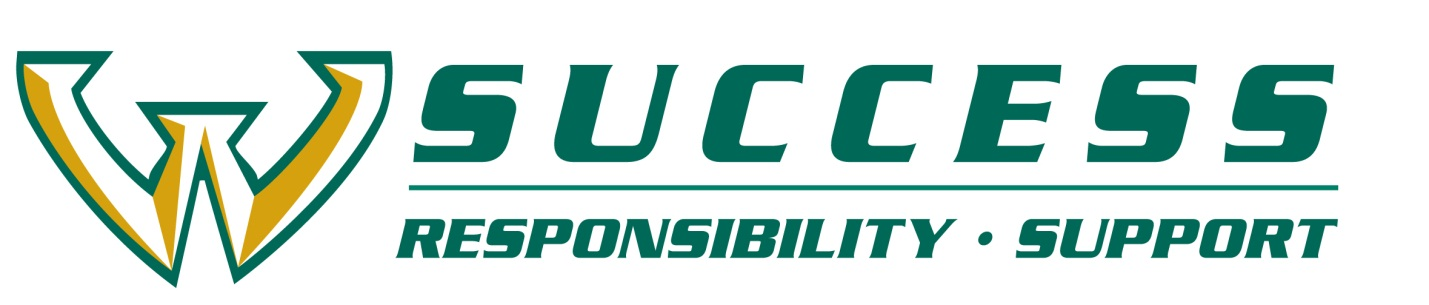 W
SUCCESS
RESPONSIBILITY • SUPPORT